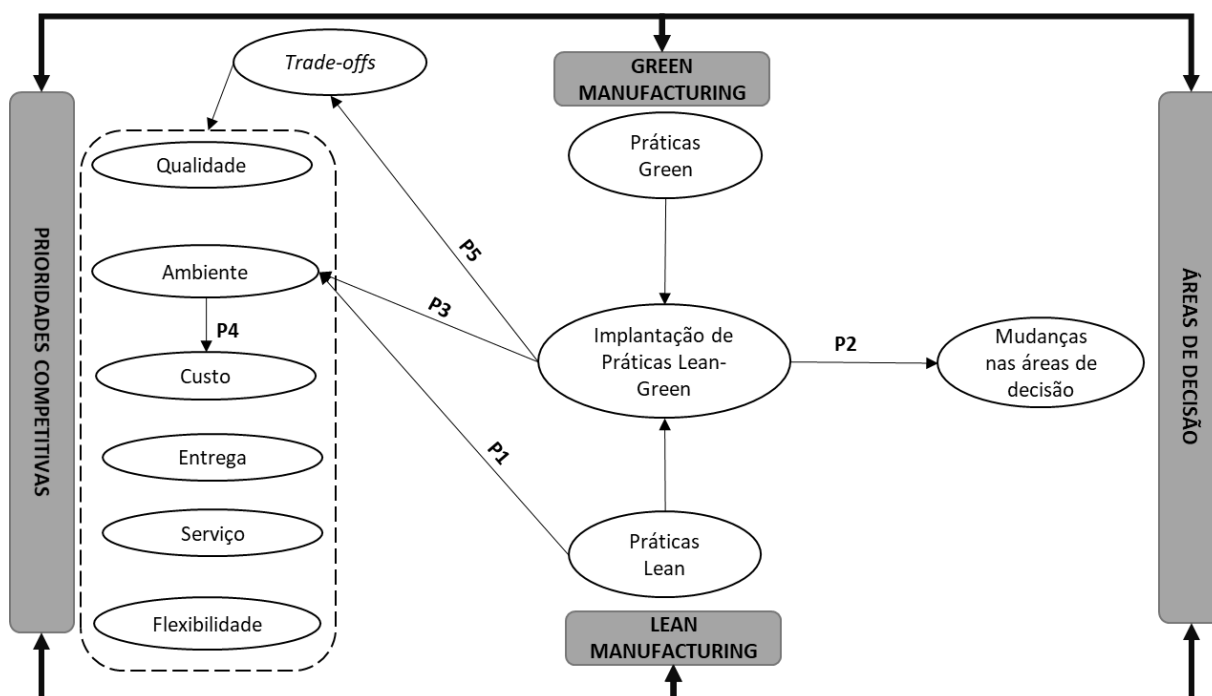 Trade-offs
GREEN
MANUFACTURING
PRIORIDADES COMPETITIVAS
Qualidade
Práticas
Green
ÁREAS DE DECISÃO
P5
Ambiente
P3
P4
Implantação de
Práticas Lean-
Green
P2
Mudanças
nas áreas de
decisão
Custo
P1
Entrega
Serviço
Práticas
Lean
Flexibilidade
LEAN
MANUFACTURING